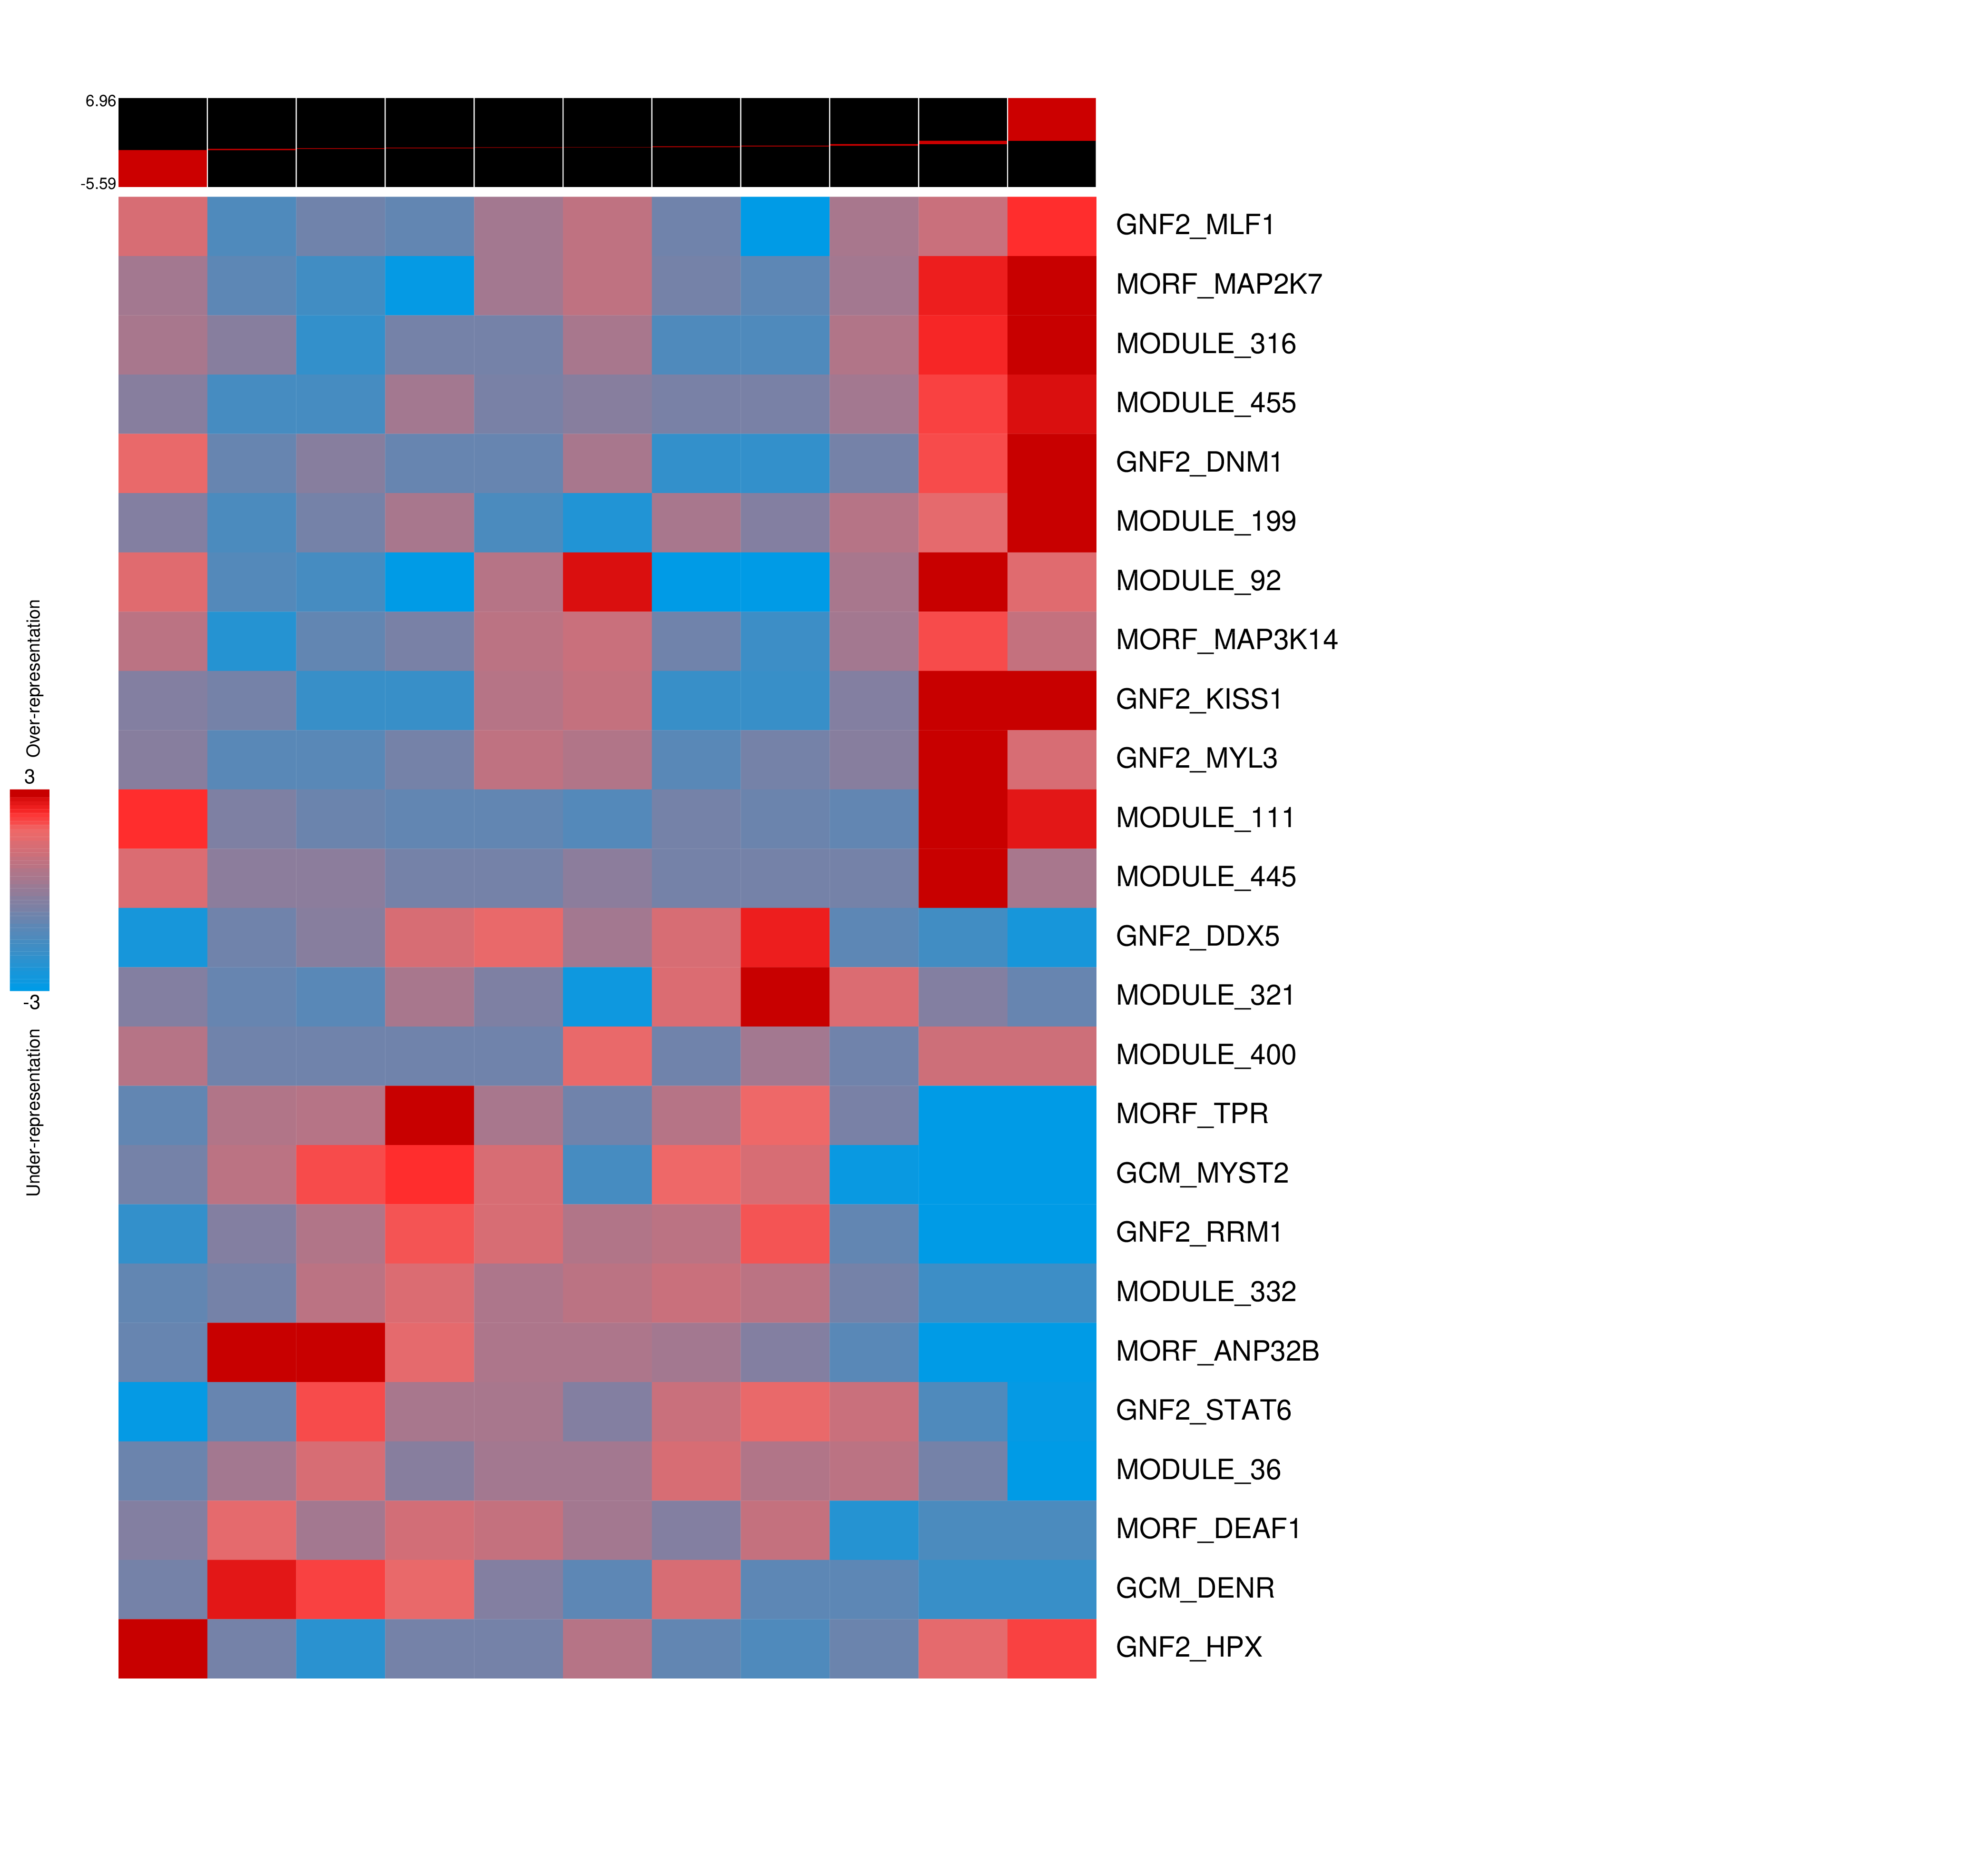 6.96
-5.59
GNF2_MLF1
MORF_MAP2K7
MODULE_316
MODULE_455
GNF2_DNM1
MODULE_199
MODULE_92
MORF_MAP3K14
GNF2_KISS1
GNF2_MYL3
MODULE_111
MODULE_445
GNF2_DDX5
MODULE_321
MODULE_400
MORF_TPR
GCM_MYST2
GNF2_RRM1
MODULE_332
MORF_ANP32B
GNF2_STAT6
MODULE_36
MORF_DEAF1
GCM_DENR
GNF2_HPX
Over-representation
3
-3
Under-representation